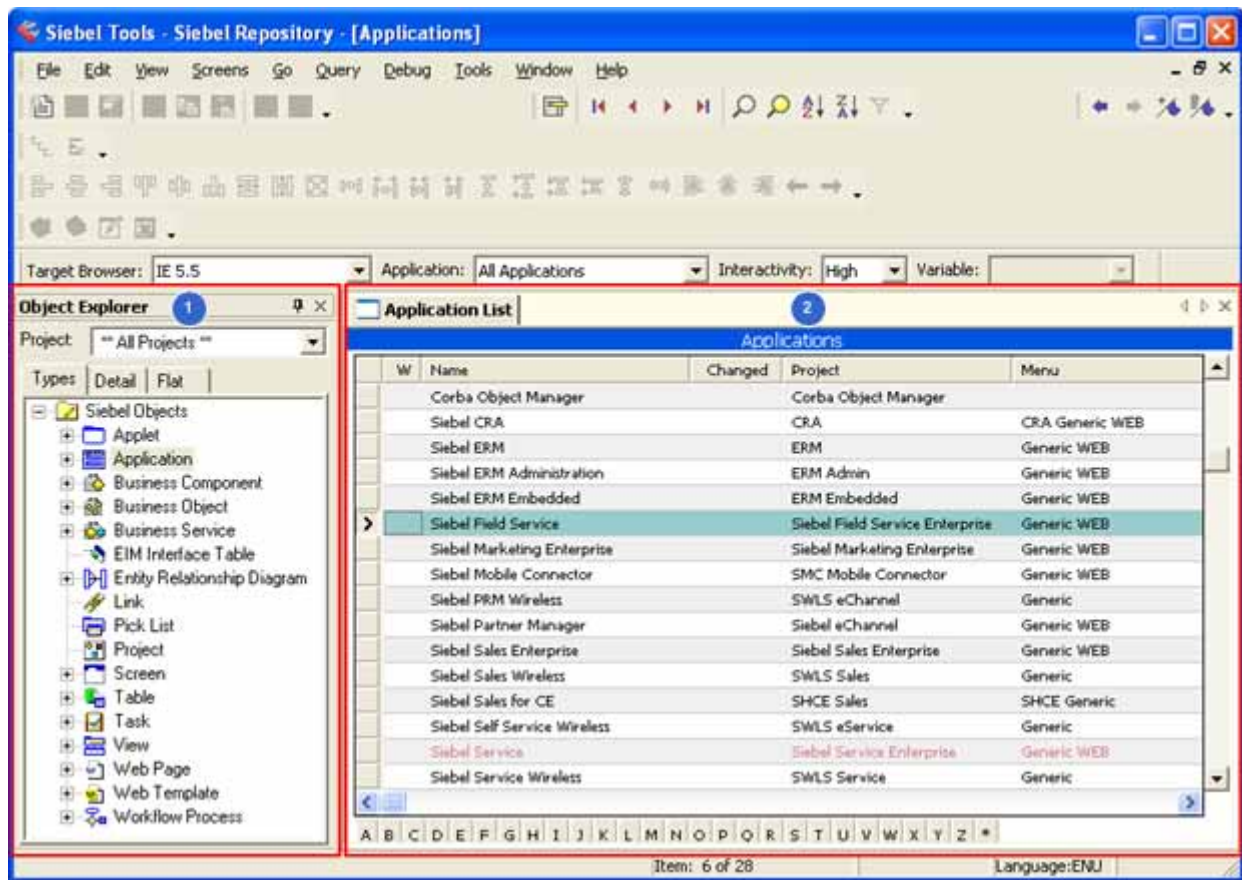 Siebel Tools - Siebel Repository - [Applications]
File Edit View Screens Go Query Debug Tools Window Help
Target Browser: IE 5.5 Application: All Applications Interactivity: High Variable:
Object Explorer 1
Project ** All Projects **
Types Detail Flat
Siebel Objects
Applet
Application
Business Component
Business Object
Business Service
EIM Interface Table
Entity Relationship Diagram
Link
Pick List
Project
Screen
Table
Task
View
Web Page
Web Template
Workflow Process
Application List 2
Applications
W Name Changed Project Menu
Corba Object Manager Corba Object Manager
Siebel CRA CRA CRA Generic WEB
Siebel ERM ERM Generic WEB
Siebel ERM Administration ERM Admin Generic WEB
Siebel ERM Embedded ERM Embedded Generic WEB
Siebel Field Service Siebel Field Service Enterprise Generic WEB
Siebel Marketing Enterprise Siebel Marketing Enterprise Generic WEB
Siebel Mobile Connector SMC Mobile Connector Generic WEB
Siebel PRM Wireless SWLS eChannel Generic
Siebel Partner Manager Siebel eChannel Generic WEB
Siebel Sales Enterprise Siebel Sales Enterprise Generic WEB
Siebel Sales Wireless SWLS Sales Generic
Siebel Sales for CE SHCE Sales SHCE Generic
Siebel Self Service Wireless SWLS eService Generic
Siebel Service Siebel Service Enterprise Generic WEB
Siebel Service Wireless SWLS Service Generic
A B C D E F G H I J K L M N O P Q R S T U V W X Y Z *
Item: 6 of 28 Language:ENU